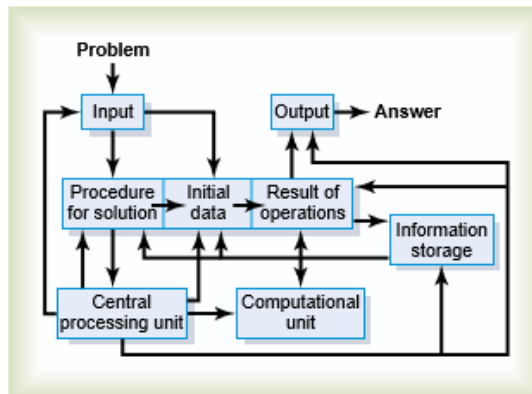 Problem
Input
Output
Answer
Procedure
for solution
Initial
data
Result of
operations
Information
storage
Central
processing unit
Computational
unit